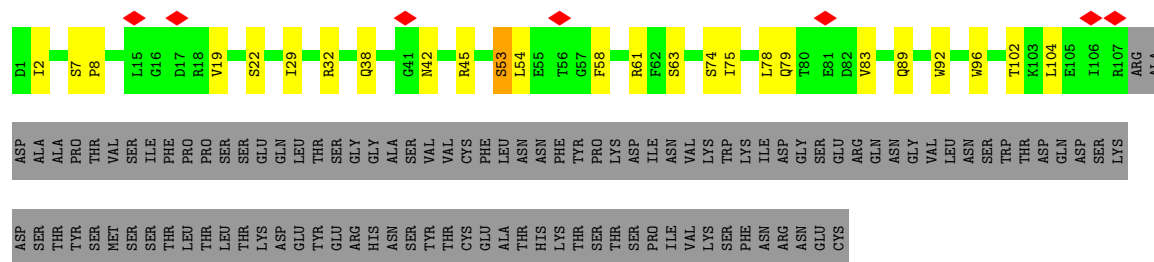 D1 I2 S7 P8 L15 G16 D17 R18 V19 S22 I29 R32 Q38 G41 N42 R45 S53 L54 E55 T56 G57 F58 R61 F62 S63 S74 I75 L78 Q79 T80 E81 D82 V83 Q89 W92 W96 T102 K103 L104 E105 I106 R107 ARG ALA
ASP ALA ALA PRO THR VAL SER ILE PHE PRO PRO SER SER GLU GLN LEU THR SER GLY GLY ALA SER VAL VAL CYS PHE LEU ASN ASN PHE TYR PRO LYS ASP ILE ASN VAL LYS TRP LYS ILE ASP GLY SER GLU ARG GLN ASN GLY VAL LEU ASN SER TRP THR ASP GLN ASP SER LYS
ASP SER THR TYR SER MET SER SER THR LEU THR LEU THR LYS ASP GLU TYR GLU ARG HIS ASN SER TYR THR CYS GLU ALA THR HIS LYS THR SER THR SER PRO ILE VAL LYS SER PHE ASN ARG ASN GLU CYS